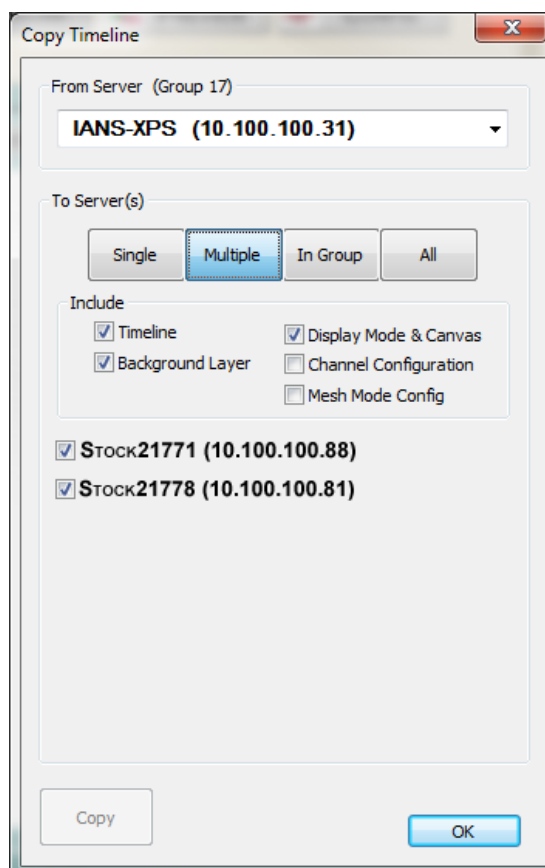 Copy Timeline
From Server (Group 17)
IANS-XPS (10.100.100.31)
To Server(s)
Single Multiple In Group All
Include
Timeline Display Mode & Canvas
Background Layer Channel Configuration
Mesh Mode Config
STOCK21771 (10.100.100.88)
STOCK21778 (10.100.100.81)
Copy OK